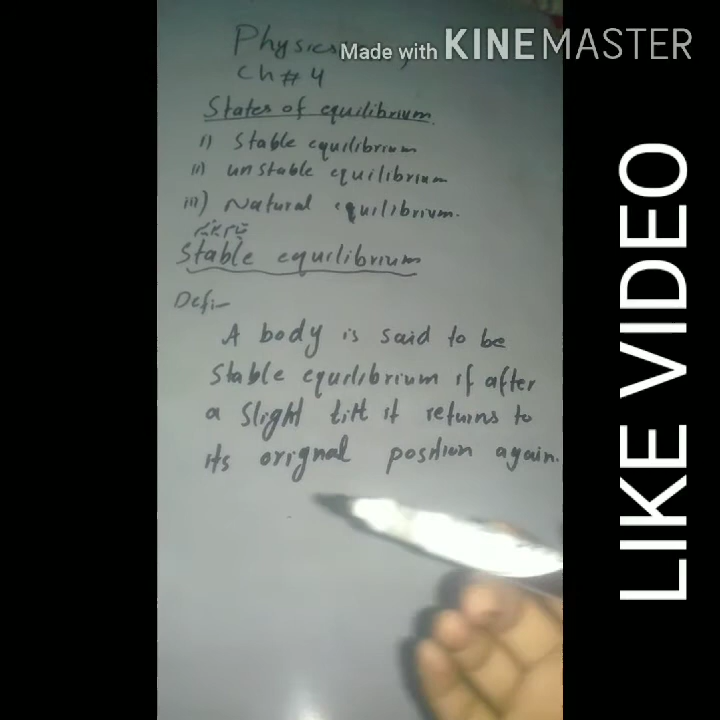 Physics
Made with KINEMASTER
Ch # 4
States of equilibrium.
i) Stable equilibrium
ii) unstable equilibrium
iii) Natural equilibrium.
Stable equilibrium
Defi-
A body is said to be
Stable equilibrium if after
a slight tilt it returns to
its orignal position again.
LIKE VIDEO